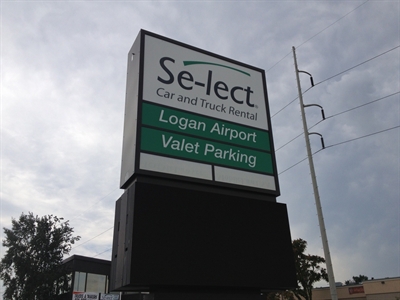 Se-lect®
Car and Truck Rental
Logan Airport
Valet Parking